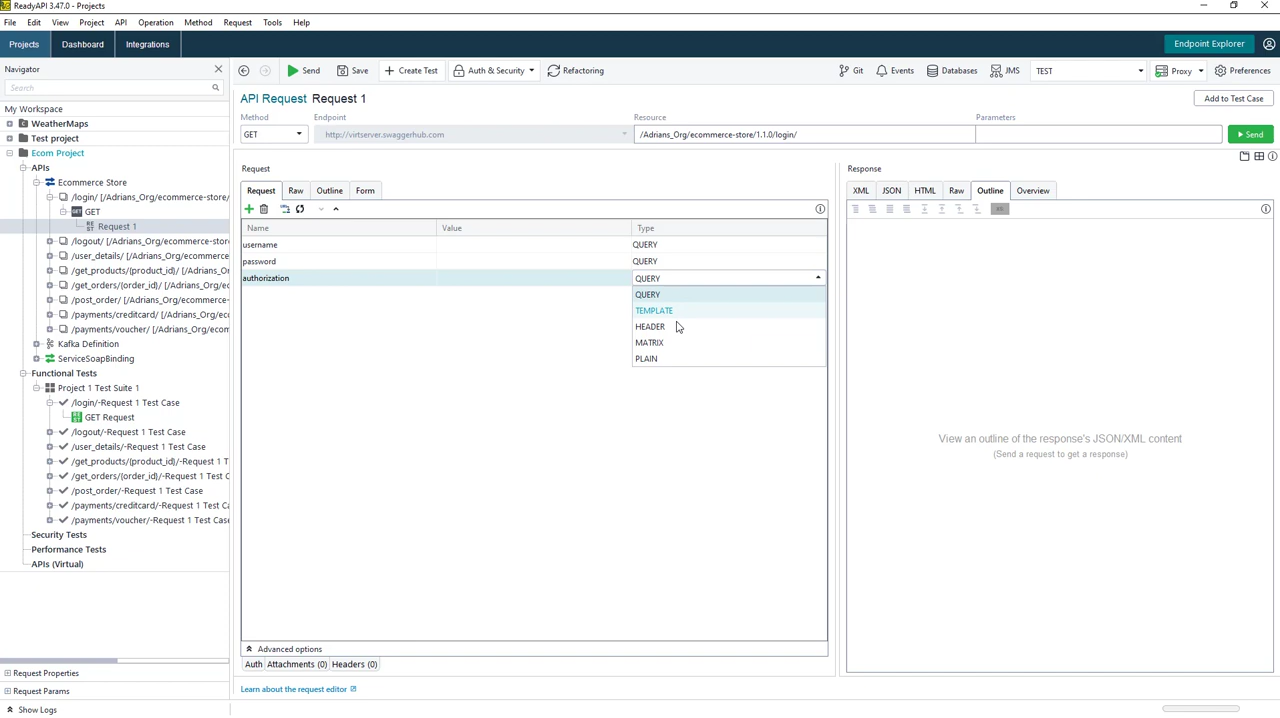 ReadyAPI 3.47.0 - Projects
File Edit View Project API Operation Method Request Tools Help
Projects Dashboard Integrations Endpoint Explorer
Navigator
Search
Send Save Create Test Auth & Security Refactoring Git Events Databases JMS TEST Proxy Preferences
My Workspace
WeatherMaps
Test project
Ecom Project
APIs
Ecommerce Store
/login/ [/Adrians_Org/ecommerce-store/
GET GET
REST Request 1
/logout/ [/Adrians_Org/ecommerce-stor
/user_details/ [/Adrians_Org/ecommerce
/get_products/{product_id}/ [/Adrians_O
/get_orders/{order_id}/ [/Adrians_Org/e
/post_order/ [/Adrians_Org/ecommerce-
/payments/creditcard/ [/Adrians_Org/ec
/payments/voucher/ [/Adrians_Org/ecom
Kafka Definition
ServiceSoapBinding
Functional Tests
Project 1 Test Suite 1
/login/-Request 1 Test Case
REST GET Request
/logout/-Request 1 Test Case
/user_details/-Request 1 Test Case
/get_products/{product_id}/-Request 1 T
/get_orders/{order_id}/-Request 1 Test C
/post_order/-Request 1 Test Case
/payments/creditcard/-Request 1 Test Ca
/payments/voucher/-Request 1 Test Case
Security Tests
Performance Tests
APIs (Virtual)
Request Properties
Request Params
Show Logs
API Request Request 1 Add to Test Case
Method Endpoint Resource Parameters
GET http://virtserver.swaggerhub.com /Adrians_Org/ecommerce-store/1.1.0/login/ Send
Request
Request Raw Outline Form
Name Value Type
username QUERY
password QUERY
authorization QUERY
QUERY
TEMPLATE
HEADER
MATRIX
PLAIN
Advanced options
Auth Attachments (0) Headers (0)
Learn about the request editor
Response
XML JSON HTML Raw Outline Overview
View an outline of the response's JSON/XML content
(Send a request to get a response)